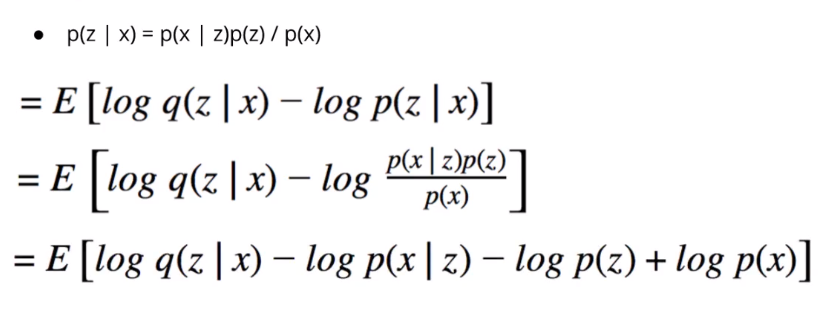 • p(z | x) = p(x | z)p(z) / p(x)
= E [log q(z | x) − log p(z | x)]
= E [log q(z | x) − log p(x | z)p(z) / p(x)]
= E [log q(z | x) − log p(x | z) − log p(z) + log p(x)]